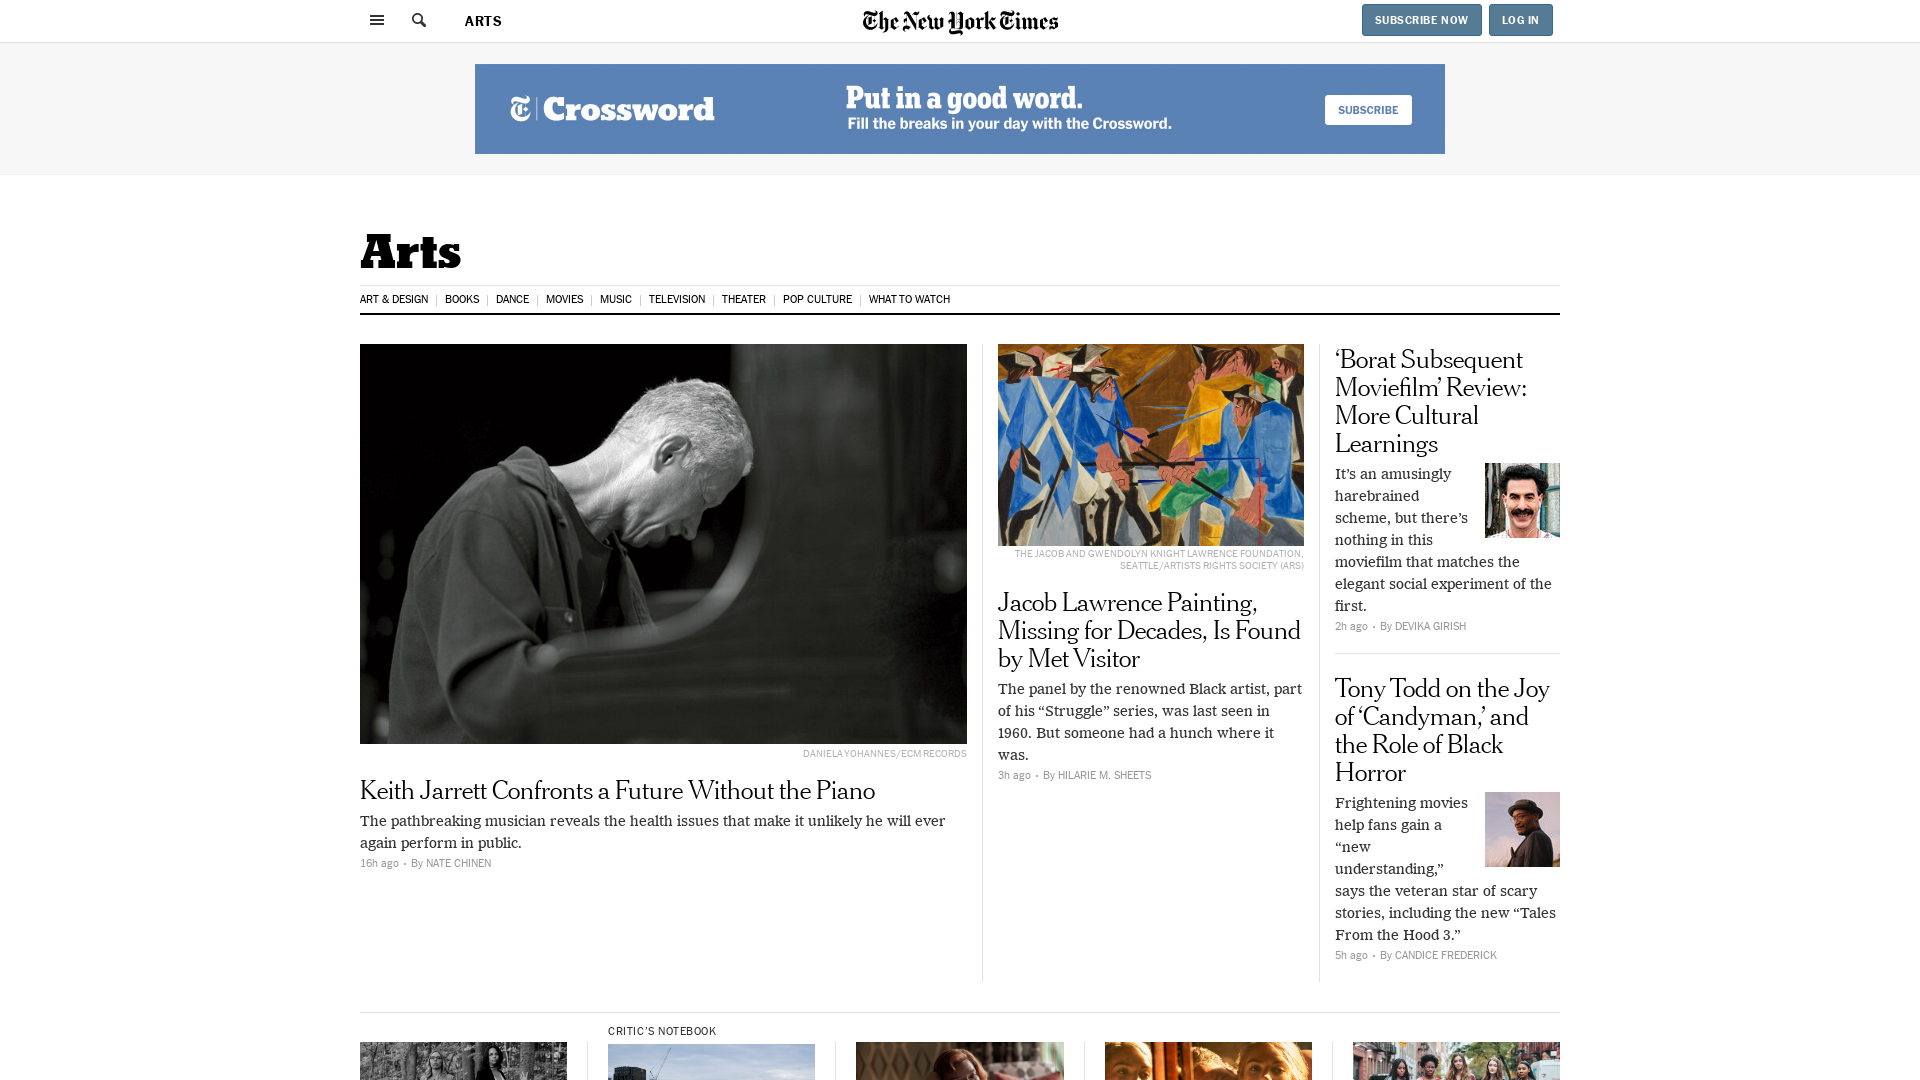 ARTS
The New York Times
SUBSCRIBE NOW
LOG IN
Crossword
Put in a good word.
Fill the breaks in your day with the Crossword.
SUBSCRIBE
Arts
ART & DESIGN
BOOKS
DANCE
MOVIES
MUSIC
TELEVISION
THEATER
POP CULTURE
WHAT TO WATCH
DANIELA YOHANNES/ECM RECORDS
Keith Jarrett Confronts a Future Without the Piano
The pathbreaking musician reveals the health issues that make it unlikely he will ever
again perform in public.
16h ago · By NATE CHINEN
THE JACOB AND GWENDOLYN KNIGHT LAWRENCE FOUNDATION,
SEATTLE/ARTISTS RIGHTS SOCIETY (ARS)
Jacob Lawrence Painting,
Missing for Decades, Is Found
by Met Visitor
The panel by the renowned Black artist, part
of his “Struggle” series, was last seen in
1960. But someone had a hunch where it
was.
3h ago · By HILARIE M. SHEETS
‘Borat Subsequent
Moviefilm’ Review:
More Cultural
Learnings
It’s an amusingly
harebrained
scheme, but there’s
nothing in this
moviefilm that matches the
elegant social experiment of the
first.
2h ago · By DEVIKA GIRISH
Tony Todd on the Joy
of ‘Candyman,’ and
the Role of Black
Horror
Frightening movies
help fans gain a
“new
understanding,”
says the veteran star of scary
stories, including the new “Tales
From the Hood 3.”
5h ago · By CANDICE FREDERICK
CRITIC’S NOTEBOOK